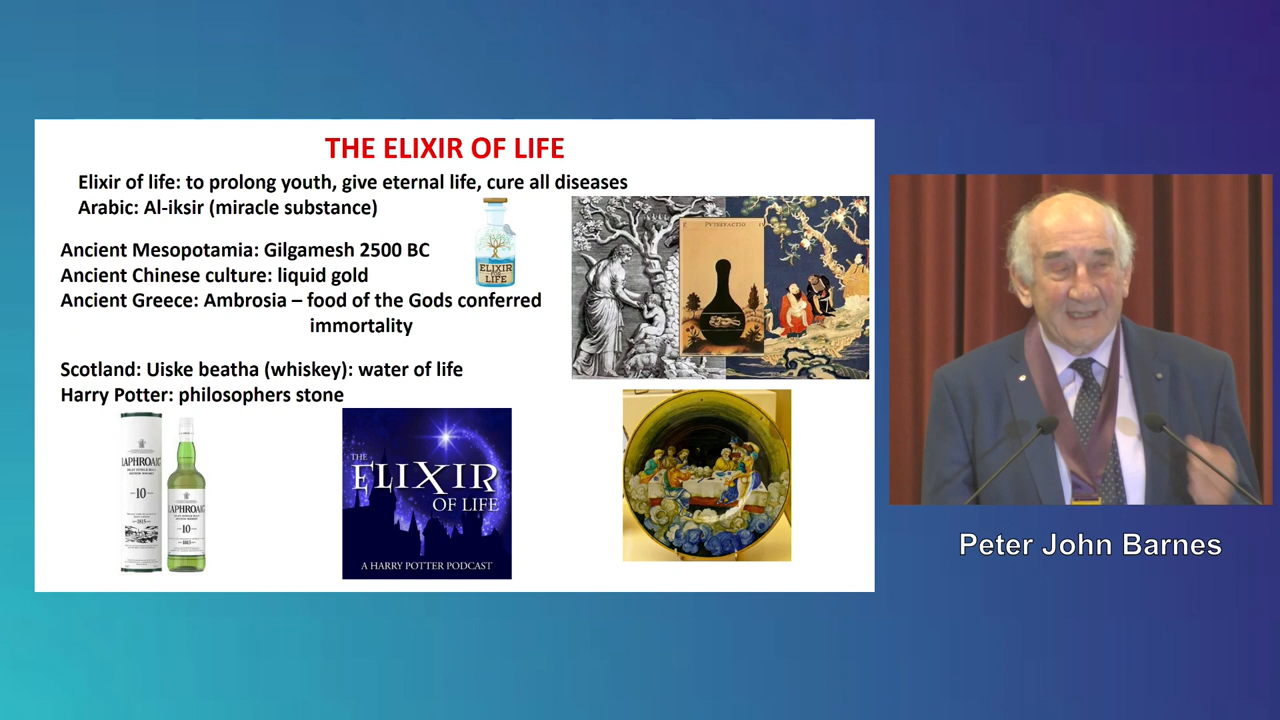 THE ELIXIR OF LIFE
Elixir of life: to prolong youth, give eternal life, cure all diseases
Arabic: Al-iksir (miracle substance)
Ancient Mesopotamia: Gilgamesh 2500 BC
Ancient Chinese culture: liquid gold
Ancient Greece: Ambrosia – food of the Gods conferred
immortality
ELIXIR
LIFE
PVTREFACTIO
Scotland: Uiske beatha (whiskey): water of life
Harry Potter: philosophers stone
LAPHROAIG
10
1815
LAPHROAIG
10
1815
THE
ELIXIR
OF LIFE
A HARRY POTTER PODCAST
Peter John Barnes